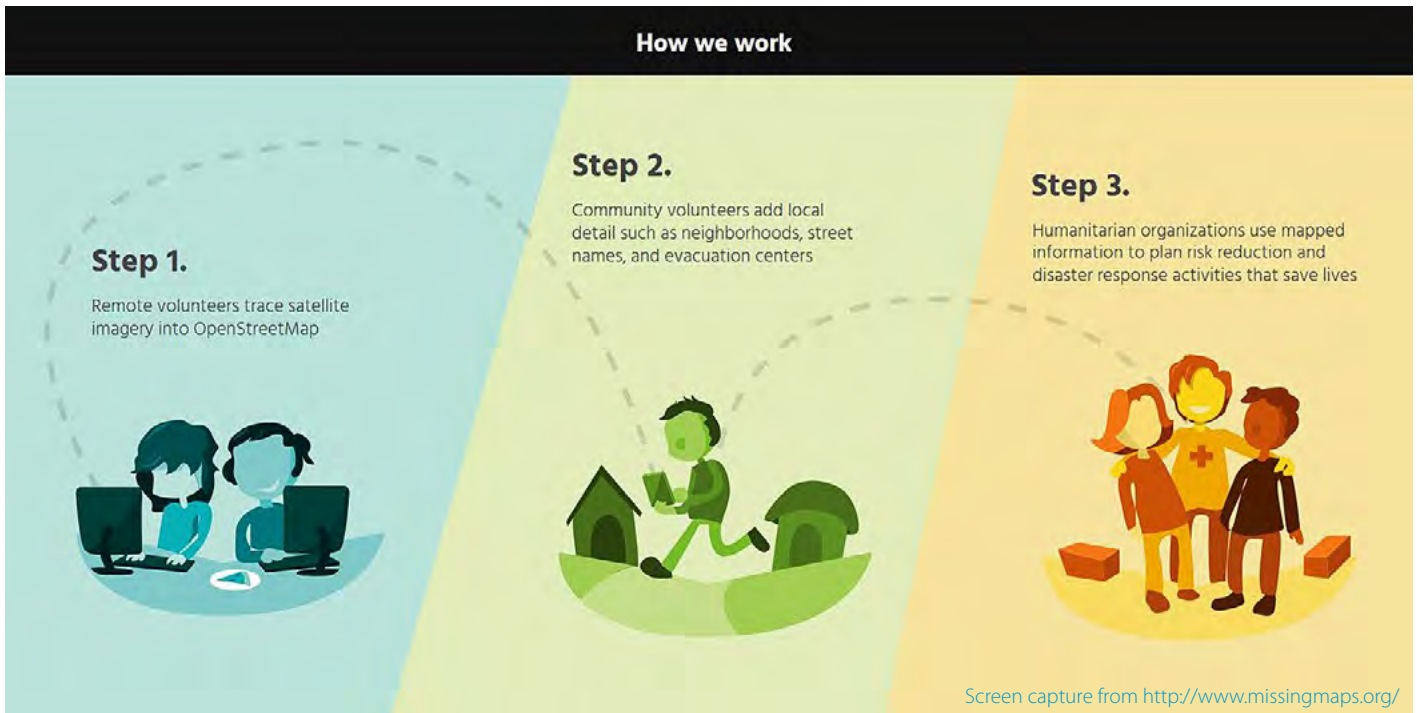 How we work
Step 1.
Remote volunteers trace satellite
imagery into OpenStreetMap
Step 2.
Community volunteers add local
detail such as neighborhoods, street
names, and evacuation centers
Step 3.
Humanitarian organizations use mapped
information to plan risk reduction and
disaster response activities that save lives
Screen capture from http://www.missingmaps.org/